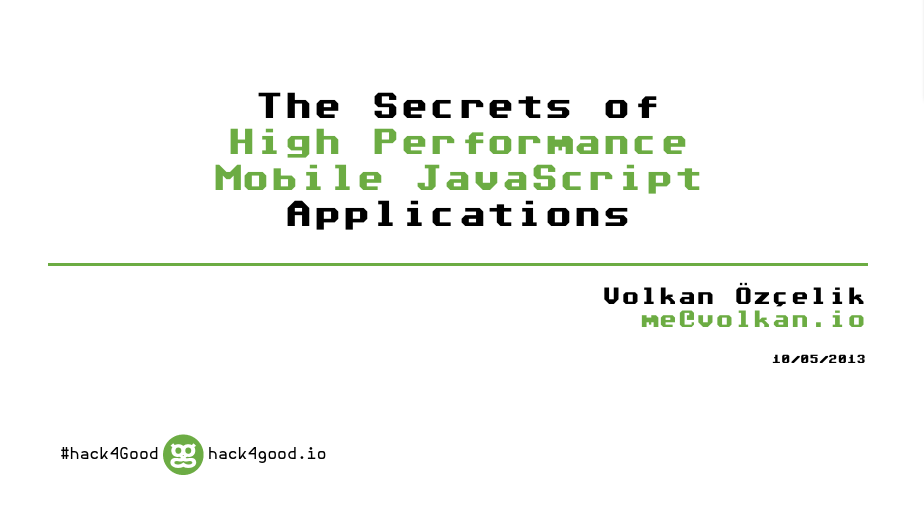 The Secrets of
High Performance
Mobile JavaScript
Applications
Volkan Özçelik
me@volkan.io
10/05/2013
#hack4Good hack4good.io